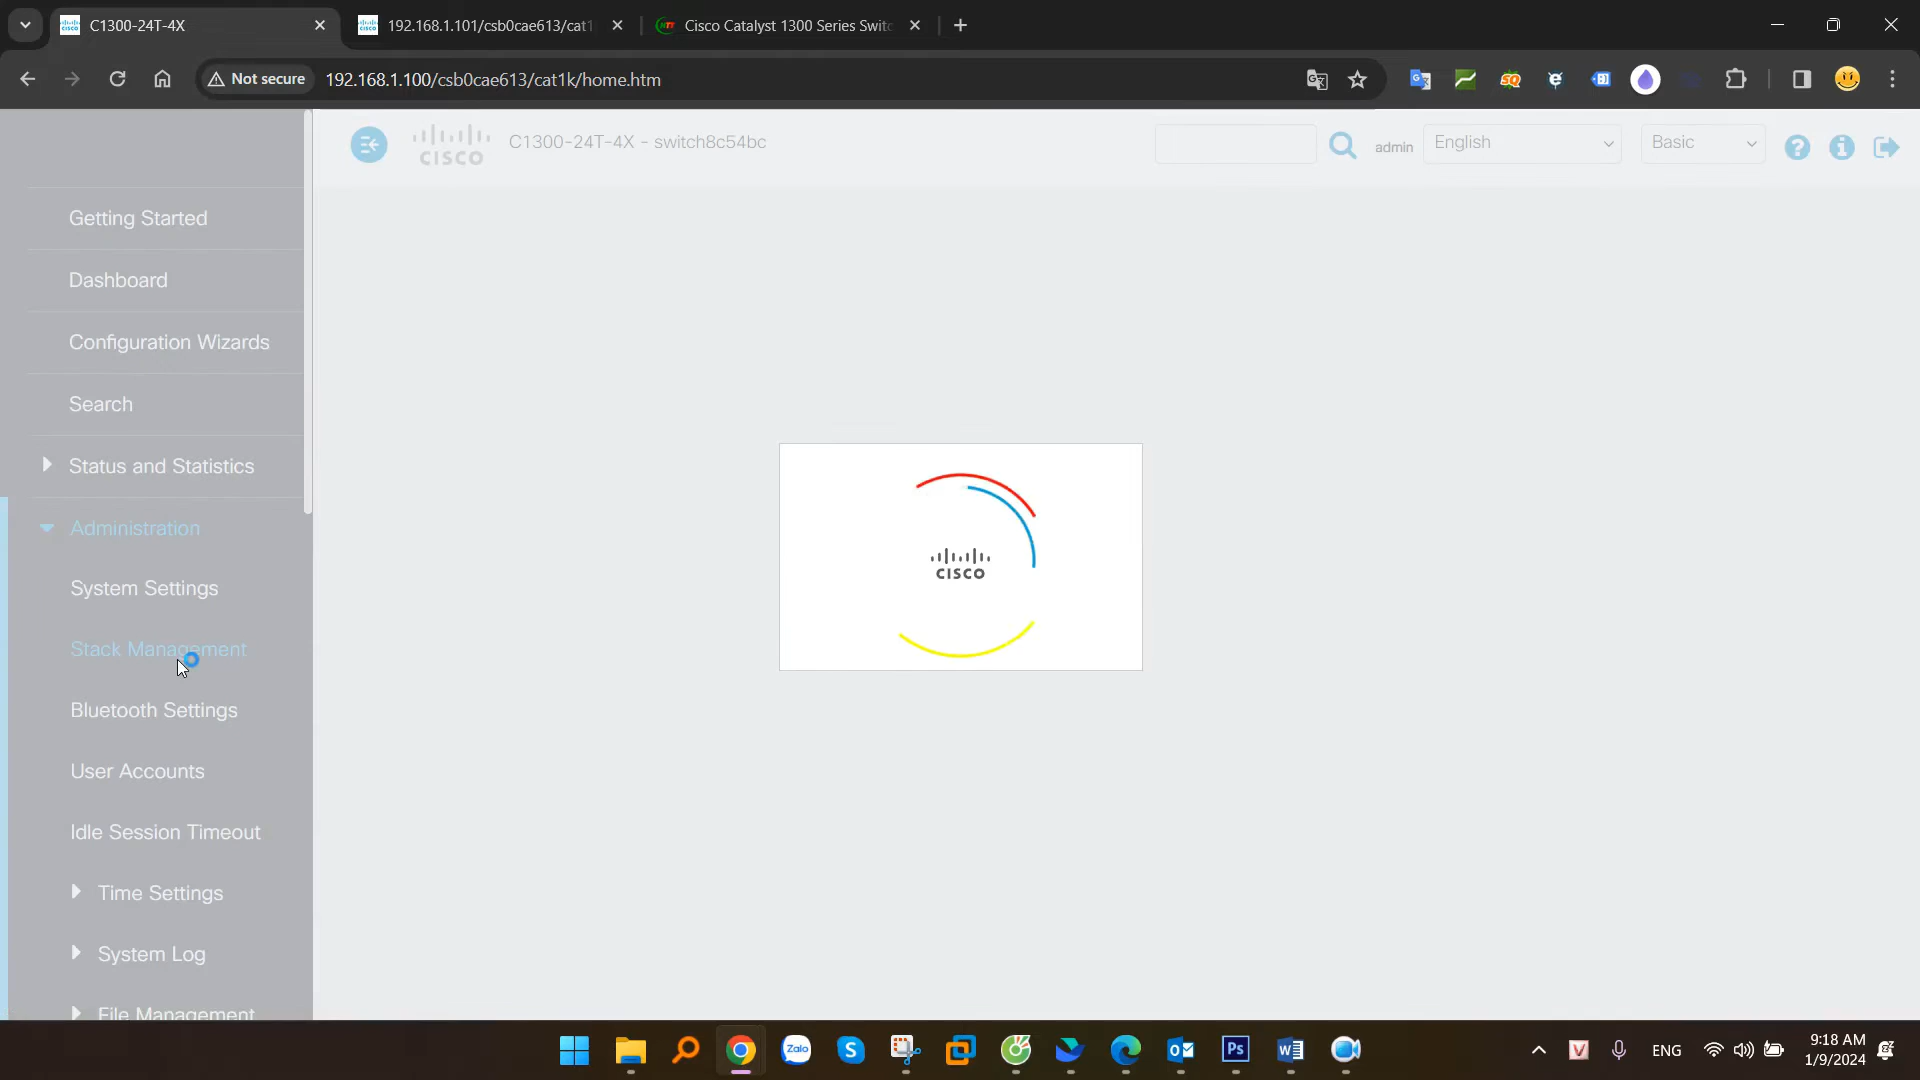 C1300-24T-4X
192.168.1.101/csb0cae613/cat1
Cisco Catalyst 1300 Series Switc
Not secure
192.168.1.100/csb0cae613/cat1k/home.htm
CISCO
C1300-24T-4X - switch8c54bc
admin
English
Basic
Getting Started
Dashboard
Configuration Wizards
Search
Status and Statistics
Administration
System Settings
Stack Management
Bluetooth Settings
User Accounts
Idle Session Timeout
Time Settings
System Log
File Management
CISCO
Zalo
ENG
9:18 AM
1/9/2024